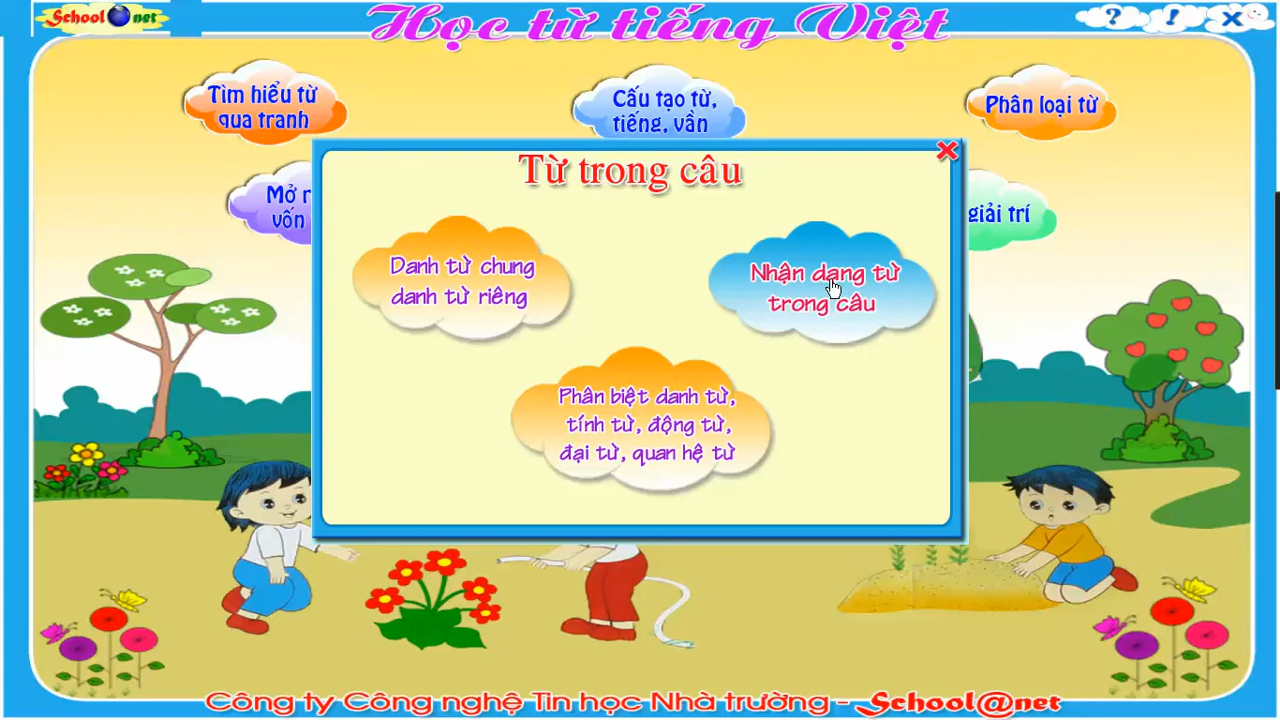 School net
Học từ tiếng Việt
? ! X
Tìm hiểu từ
qua tranh
Cấu tạo từ,
tiếng, vần
Phân loại từ
Mở
vốn
giải trí
Từ trong câu
Danh từ chung
danh từ riêng
Nhận dạng từ
trong câu
Phân biệt danh từ,
tính từ, động từ,
đại từ, quan hệ từ
Công ty Công nghệ Tin học Nhà trường - School@net